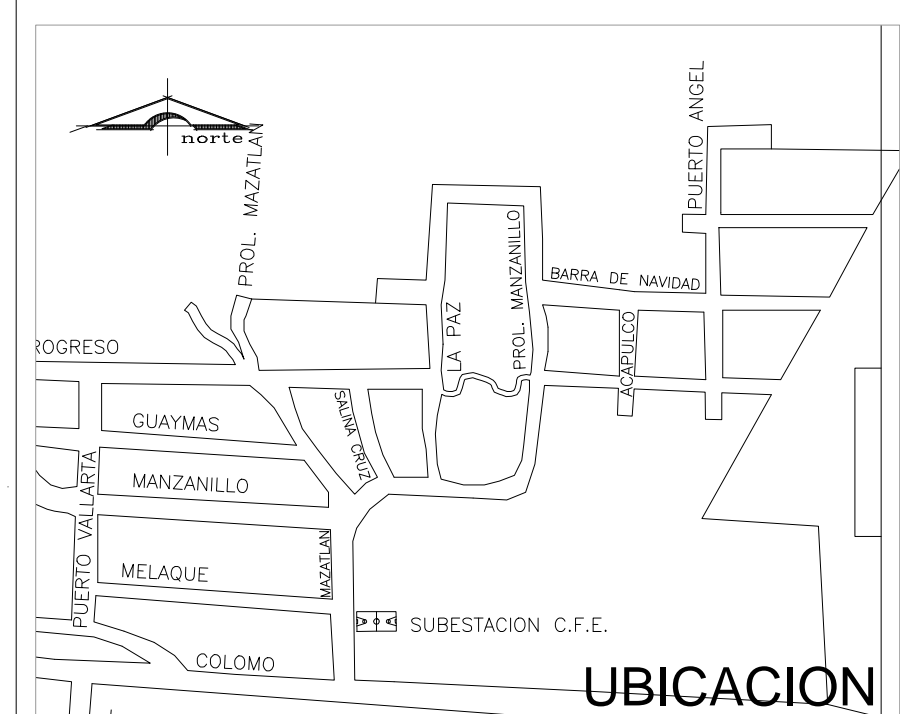 norte
PROL. MAZATLAN
PUERTO ANGEL
BARRA DE NAVIDAD
PROL. MANZANILLO
LA PAZ
ACAPULCO
ROGRESO
GUAYMAS
SALINA CRUZ
MANZANILLO
PUERTO VALLARTA
MELAQUE
MAZATLAN
SUBESTACION C.F.E.
COLOMO
UBICACION